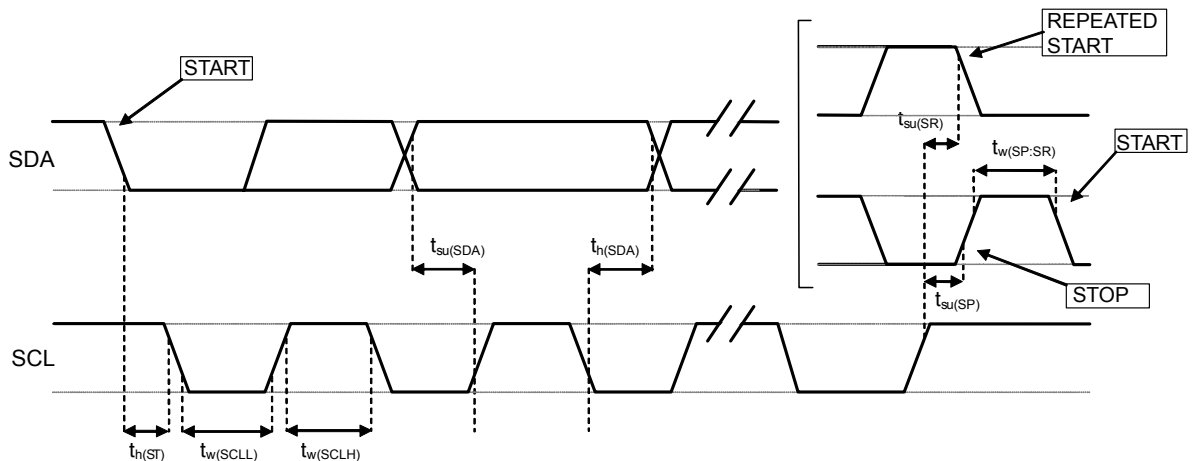 REPEATED
START
START
tsu(SR)
tw(SP:SR)
START
SDA
tsu(SDA)
th(SDA)
tsu(SP)
STOP
SCL
th(ST)
tw(SCLL)
tw(SCLH)